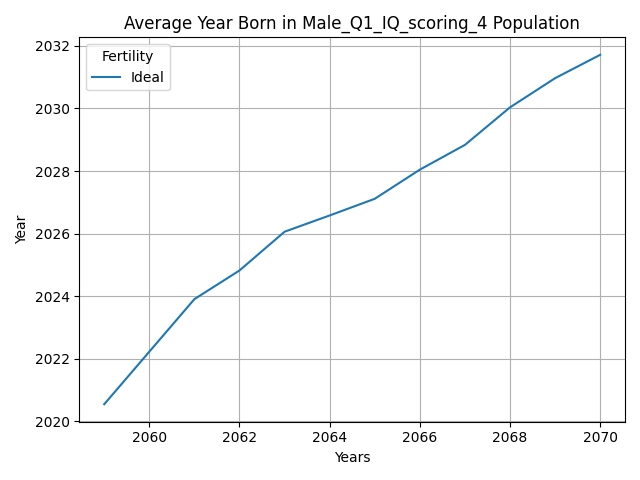 Average Year Born in Male_Q1_IQ_scoring_4 Population
Fertility
Ideal
2032
2030
2028
2026
2024
2022
2020
Year
2060 2062 2064 2066 2068 2070
Years